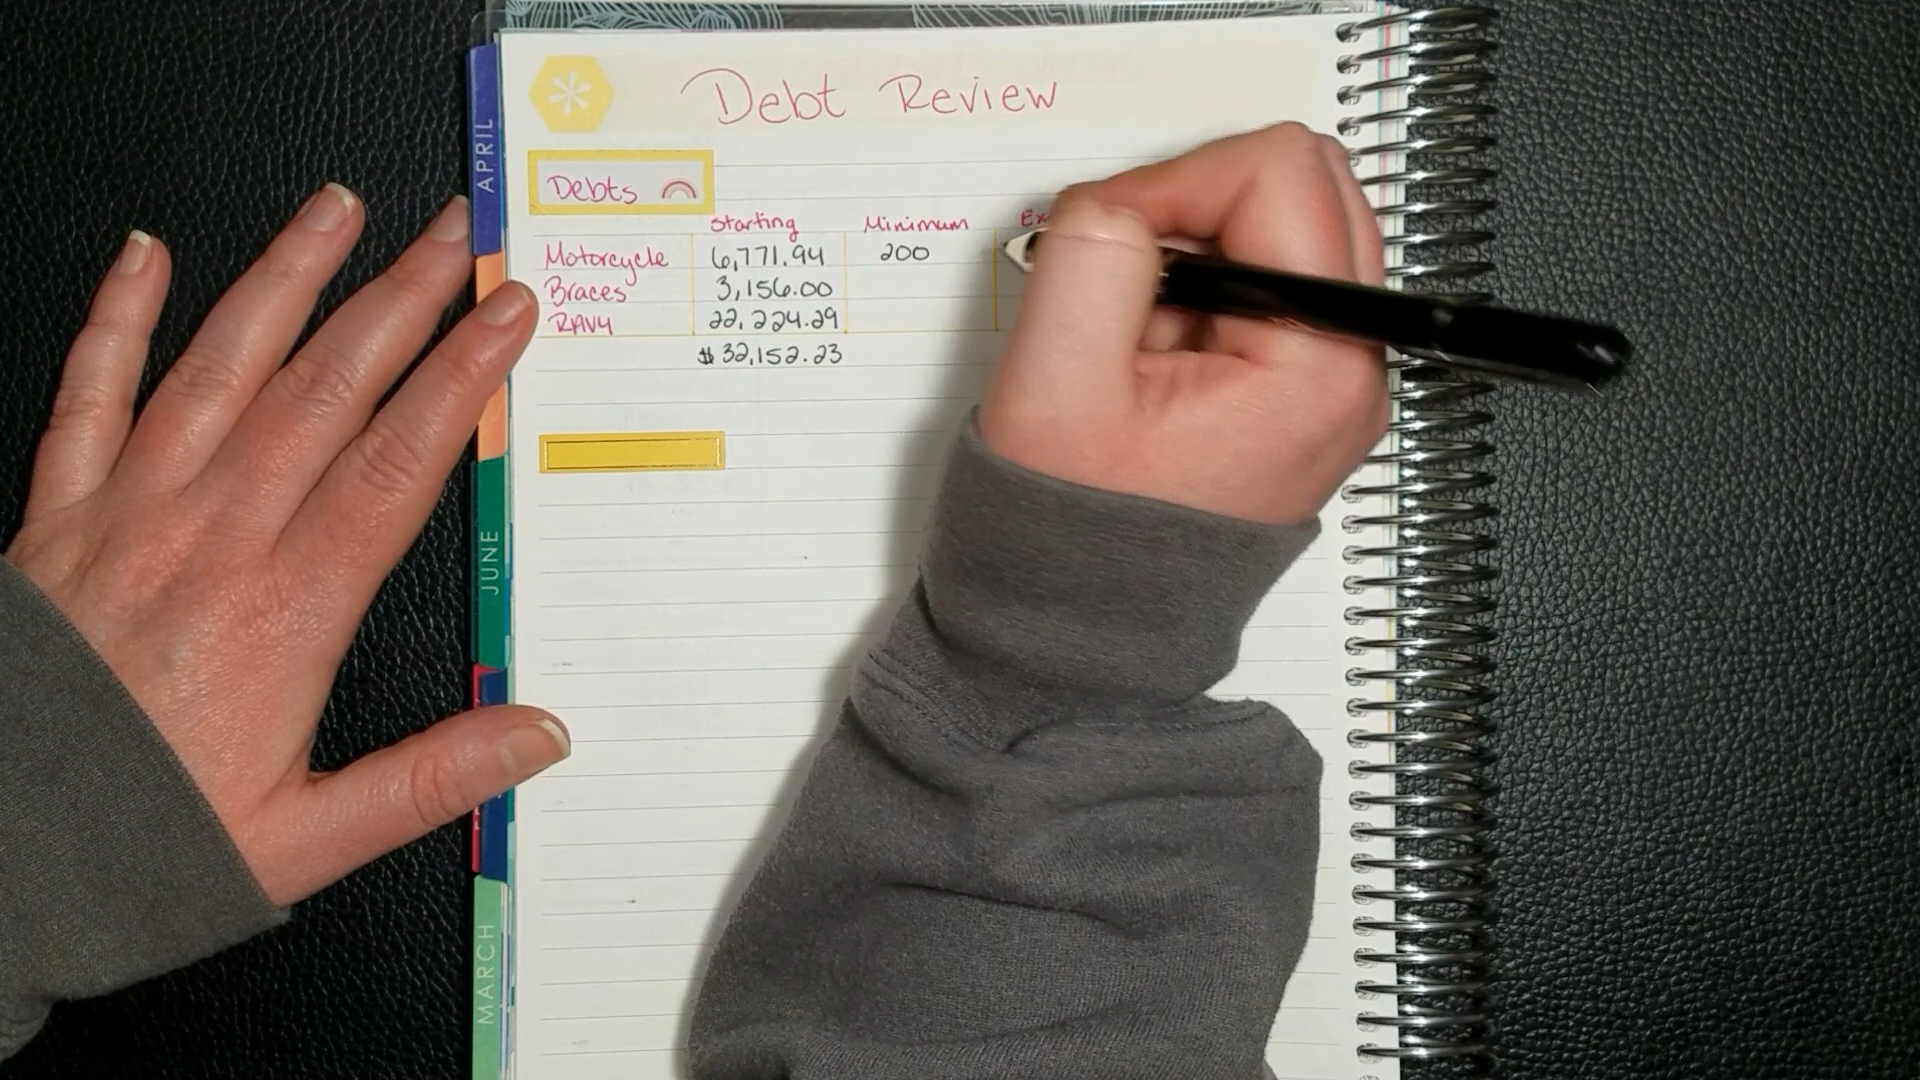 Debt Review
APRIL
Debts
Starting Minimum
Motorcycle 6,771.94 200
Braces 3,156.00
RAV4 22,224.29
$32,152.23
JUNE
MARCH